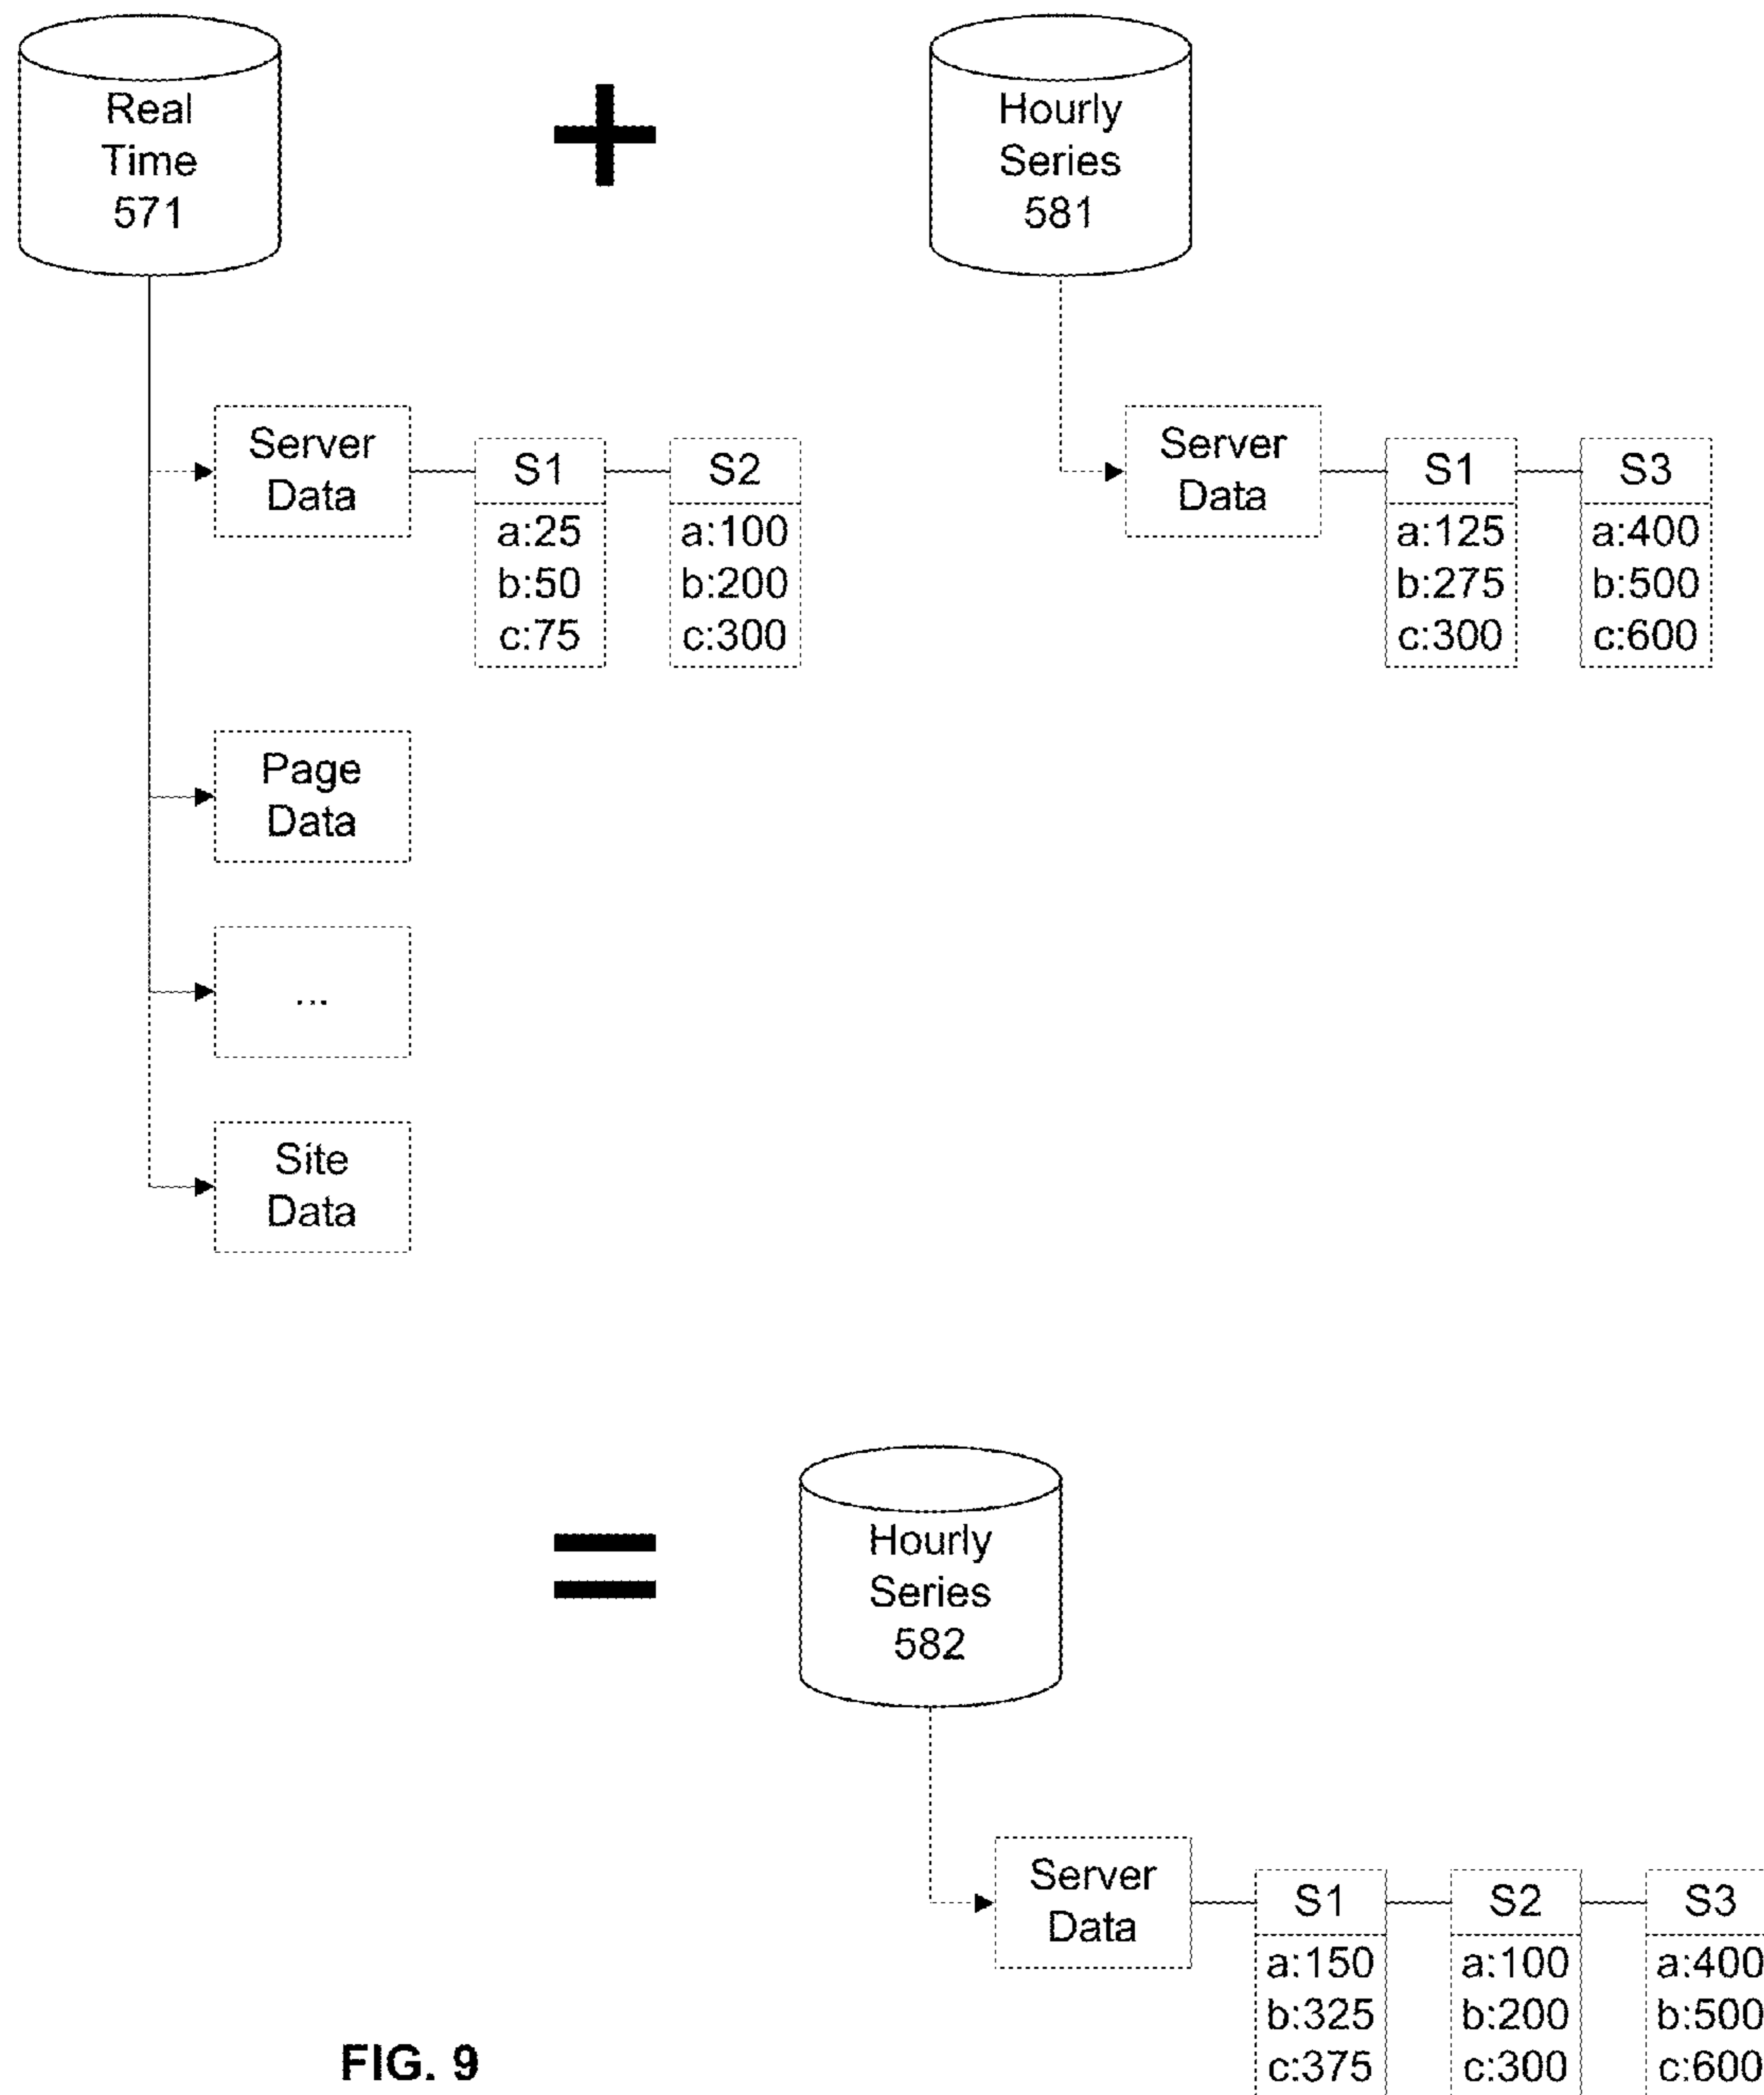 Real
Time
571
+
Hourly
Series
581
Server
Data
S1
a:25
b:50
c:75
S2
a:100
b:200
c:300
Server
Data
S1
a:125
b:275
c:300
S3
a:400
b:500
c:600
Page
Data
...
Site
Data
=
Hourly
Series
582
Server
Data
S1
a:150
b:325
c:375
S2
a:100
b:200
c:300
S3
a:400
b:500
c:600
FIG. 9